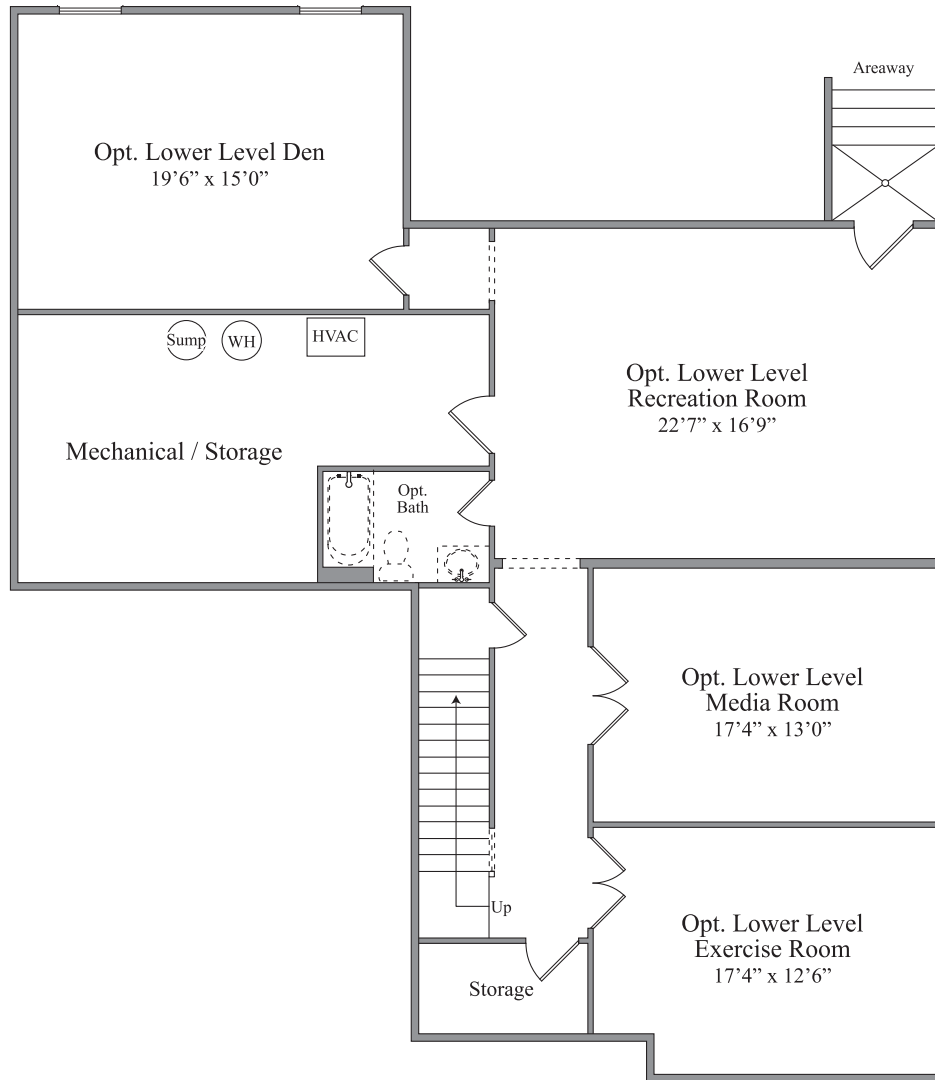 Areaway
Opt. Lower Level Den
19’6” x 15’0”
Sump
WH
HVAC
Opt. Lower Level
Recreation Room
22’7” x 16’9”
Mechanical / Storage
Opt.
Bath
Opt. Lower Level
Media Room
17’4” x 13’0”
Up
Opt. Lower Level
Exercise Room
17’4” x 12’6”
Storage